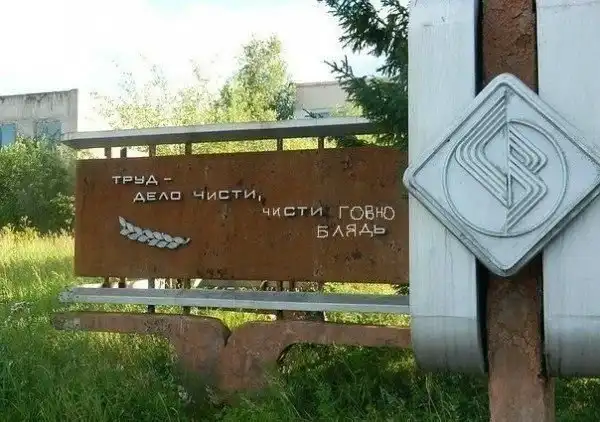 ТРУД -
ДЕЛО ЧИСТИ,
ЧИСТИ ГОВНО
БЛЯДЬ